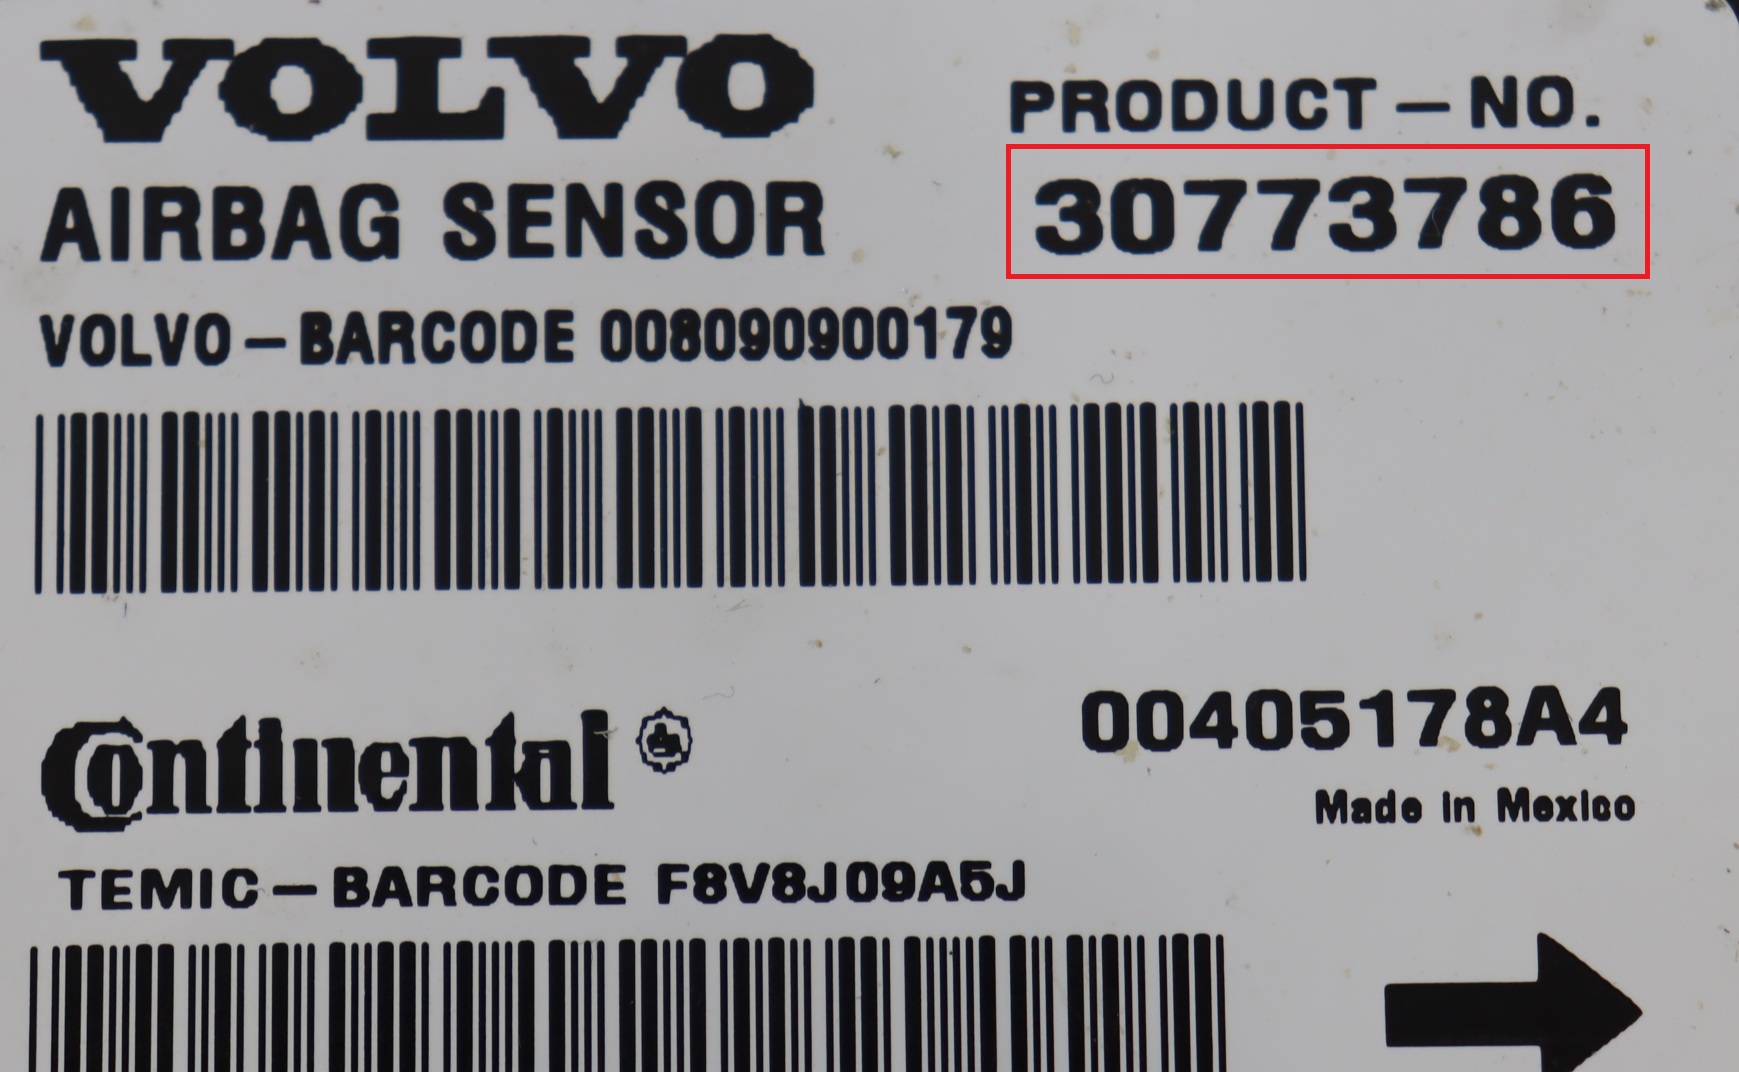 VOLVO
PRODUCT – NO.
AIRBAG SENSOR
30773786
VOLVO – BARCODE 008090900179
Continental
00405178A4
Made in Mexico
TEMIC – BARCODE F8V8J09A5J